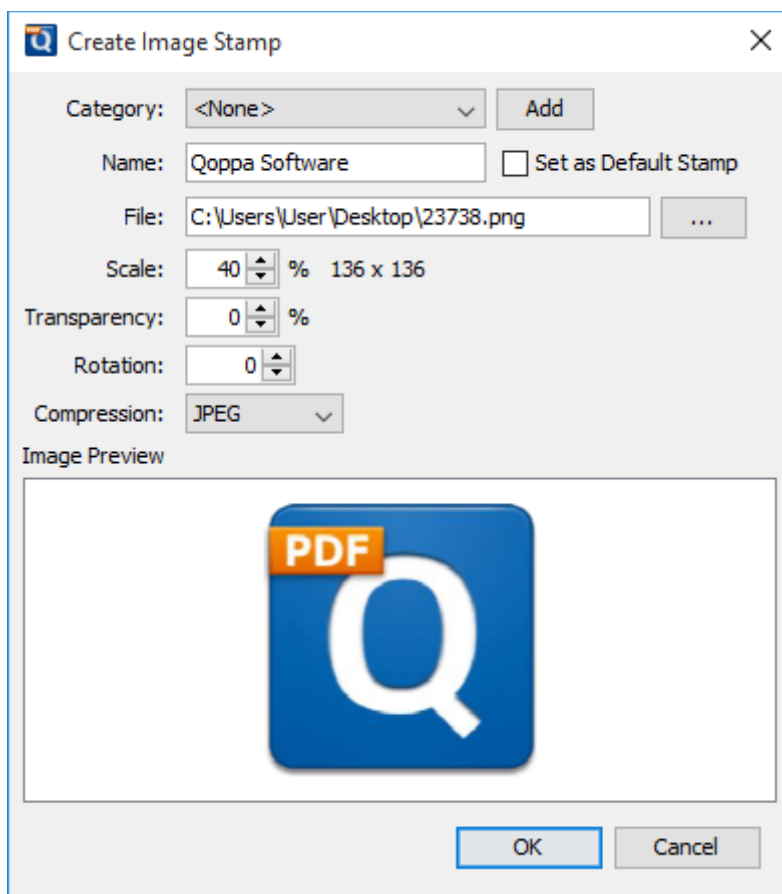 Create Image Stamp
Category: <None> Add
Name: Qoppa Software Set as Default Stamp
File: C:\Users\User\Desktop\23738.png ...
Scale: 40 % 136 x 136
Transparency: 0 %
Rotation: 0
Compression: JPEG
Image Preview
PDF
Q
OK Cancel